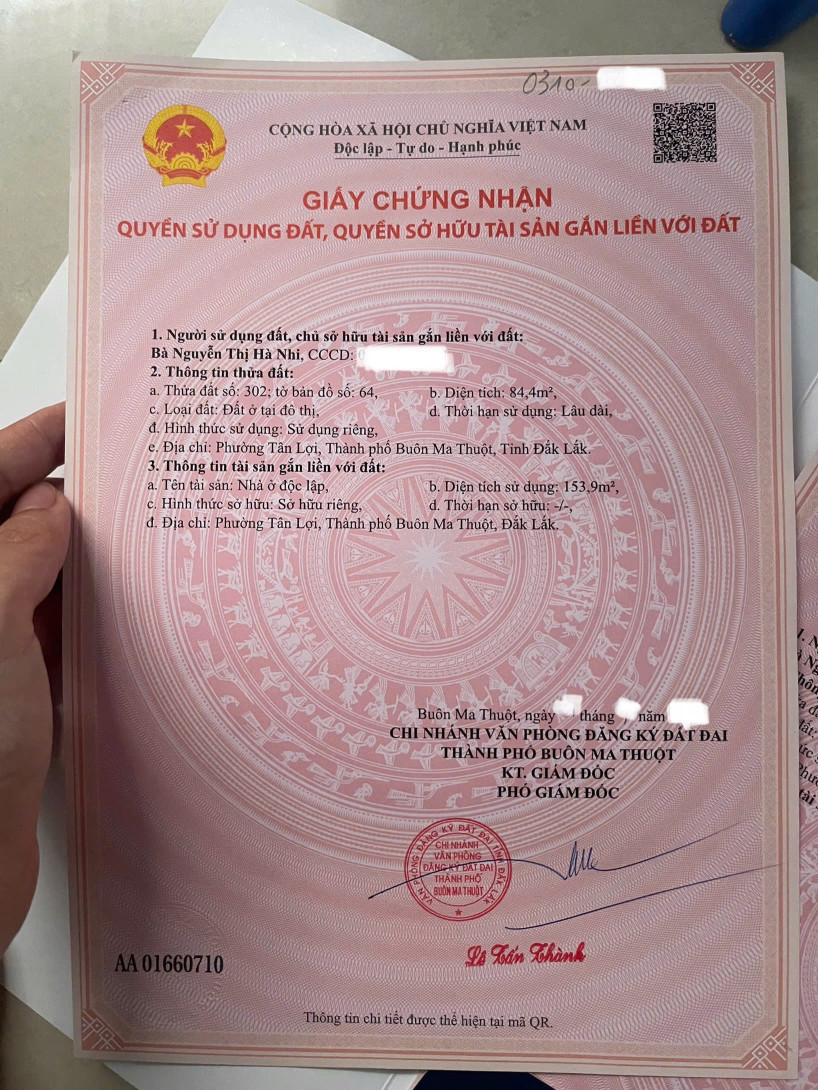 0310-
CỘNG HÒA XÃ HỘI CHỦ NGHĨA VIỆT NAM
Độc lập - Tự do - Hạnh phúc
GIẤY CHỨNG NHẬN
QUYỀN SỬ DỤNG ĐẤT, QUYỀN SỞ HỮU TÀI SẢN GẮN LIỀN VỚI ĐẤT
1. Người sử dụng đất, chủ sở hữu tài sản gắn liền với đất:
Bà Nguyễn Thị Hà Nhi, CCCD:
2. Thông tin thửa đất:
a. Thửa đất số: 302; tờ bản đồ số: 64, b. Diện tích: 84,4m²,
c. Loại đất: Đất ở tại đô thị, d. Thời hạn sử dụng: Lâu dài,
đ. Hình thức sử dụng: Sử dụng riêng,
e. Địa chỉ: Phường Tân Lợi, Thành phố Buôn Ma Thuột, Tỉnh Đắk Lắk.
3. Thông tin tài sản gắn liền với đất:
a. Tên tài sản: Nhà ở độc lập, b. Diện tích sử dụng: 153,9m²,
c. Hình thức sở hữu: Sở hữu riêng, d. Thời hạn sở hữu: -/-,
đ. Địa chỉ: Phường Tân Lợi, Thành phố Buôn Ma Thuột, Đắk Lắk.
Buôn Ma Thuột, ngày tháng năm
CHI NHÁNH VĂN PHÒNG ĐĂNG KÝ ĐẤT ĐAI
THÀNH PHỐ BUÔN MA THUỘT
KT. GIÁM ĐỐC
PHÓ GIÁM ĐỐC
VĂN PHÒNG ĐĂNG KÝ ĐẤT ĐAI TỈNH ĐẮK LẮK
CHI NHÁNH
VĂN PHÒNG
ĐĂNG KÝ ĐẤT ĐAI
THÀNH PHỐ
BUÔN MA THUỘT
Lê Tấn Thành
AA 01660710
Thông tin chi tiết được thể hiện tại mã QR.